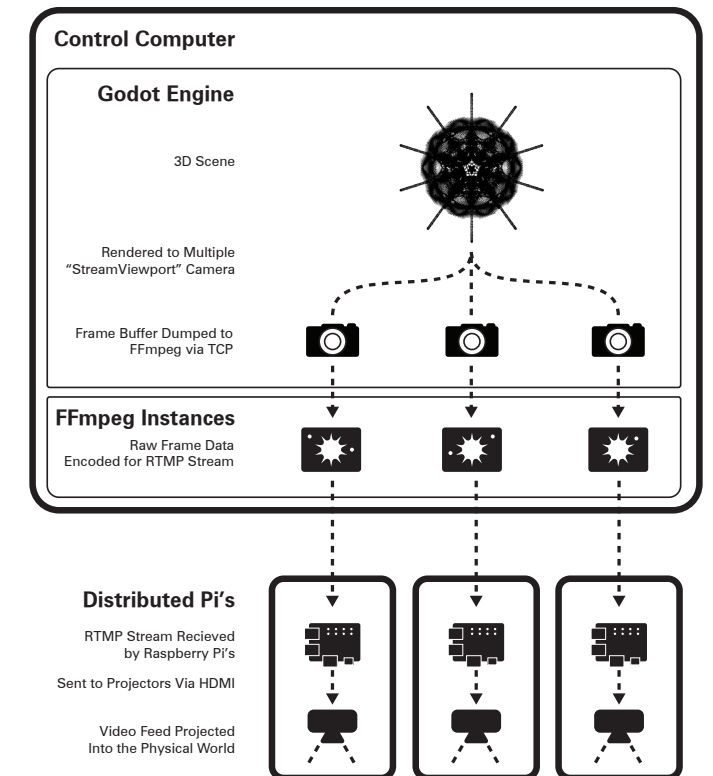 Control Computer
Godot Engine
3D Scene
Rendered to Multiple
“StreamViewport” Camera
Frame Buffer Dumped to
FFmpeg via TCP
FFmpeg Instances
Raw Frame Data
Encoded for RTMP Stream
Distributed Pi's
RTMP Stream Recieved
by Raspberry Pi's
Sent to Projectors Via HDMI
Video Feed Projected
Into the Physical World